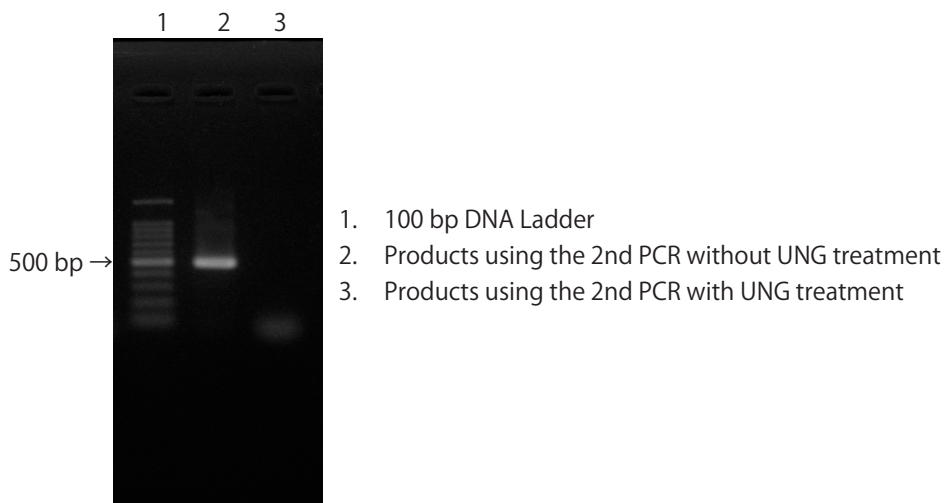 1 2 3
500 bp →
1. 100 bp DNA Ladder
2. Products using the 2nd PCR without UNG treatment
3. Products using the 2nd PCR with UNG treatment